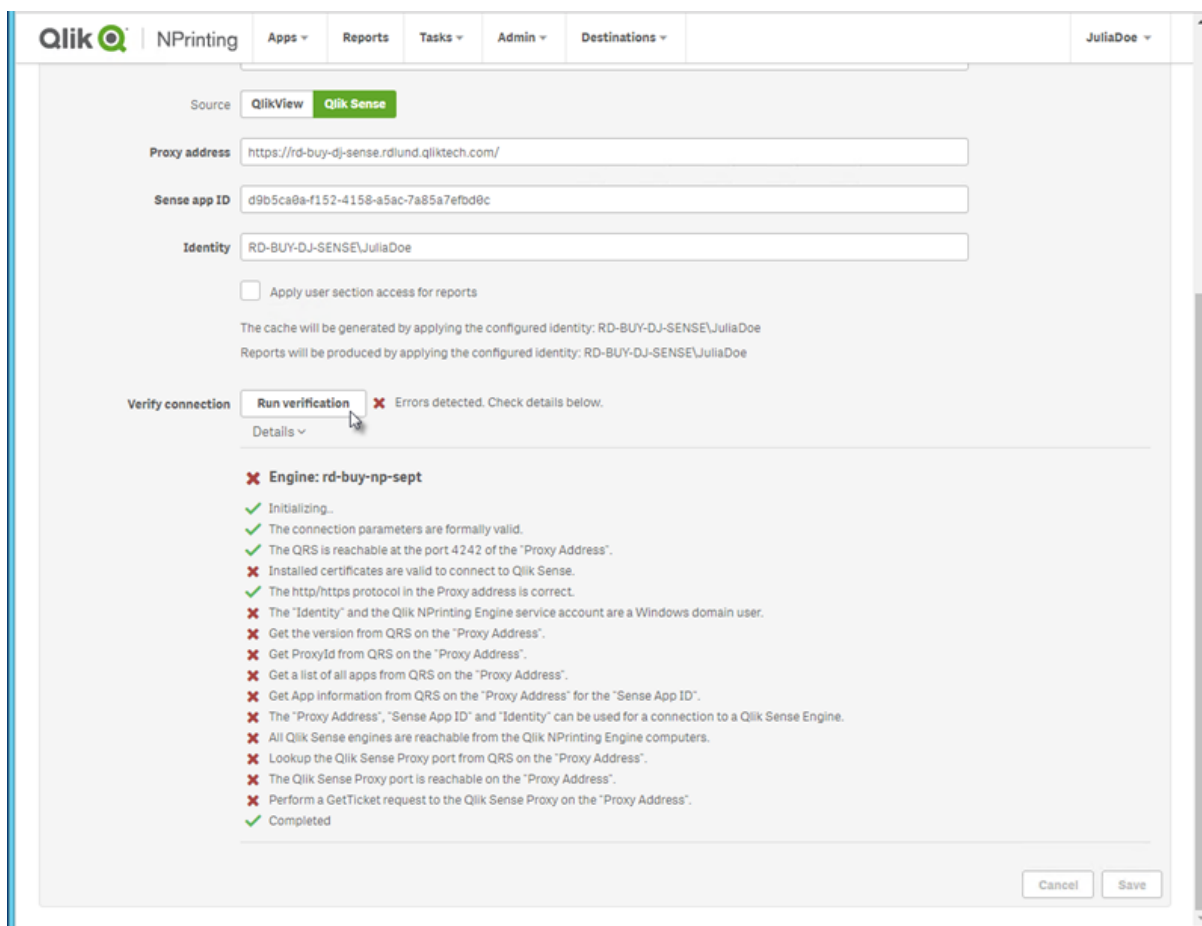 Qlik NPrinting Apps Reports Tasks Admin Destinations JuliaDoe
Source QlikView Qlik Sense
Proxy address https://rd-buy-dj-sense.rdlund.qliktech.com/
Sense app ID d9b5ca0a-f152-4158-a5ac-7a85a7efbd0c
Identity RD-BUY-DJ-SENSE\JuliaDoe
Apply user section access for reports
The cache will be generated by applying the configured identity: RD-BUY-DJ-SENSE\JuliaDoe
Reports will be produced by applying the configured identity: RD-BUY-DJ-SENSE\JuliaDoe
Verify connection Run verification Errors detected. Check details below.
Details
Engine: rd-buy-np-sept
Initializing..
The connection parameters are formally valid.
The QRS is reachable at the port 4242 of the "Proxy Address".
Installed certificates are valid to connect to Qlik Sense.
The http/https protocol in the Proxy address is correct.
The "Identity" and the Qlik NPrinting Engine service account are a Windows domain user.
Get the version from QRS on the "Proxy Address".
Get ProxyId from QRS on the "Proxy Address".
Get a list of all apps from QRS on the "Proxy Address".
Get App information from QRS on the "Proxy Address" for the "Sense App ID".
The "Proxy Address", "Sense App ID" and "Identity" can be used for a connection to a Qlik Sense Engine.
All Qlik Sense engines are reachable from the Qlik NPrinting Engine computers.
Lookup the Qlik Sense Proxy port from QRS on the "Proxy Address".
The Qlik Sense Proxy port is reachable on the "Proxy Address".
Perform a GetTicket request to the Qlik Sense Proxy on the "Proxy Address".
Completed
Cancel Save